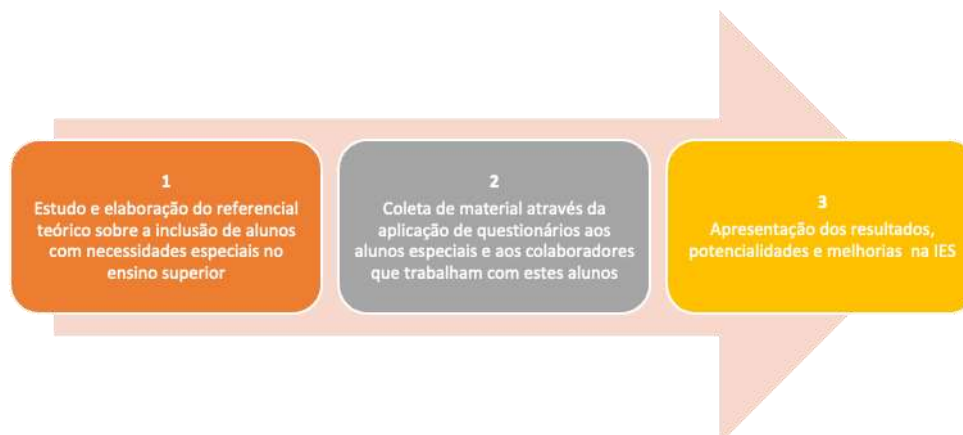 1
Estudo e elaboração do referencial
teórico sobre a inclusão de alunos
com necessidades especiais no
ensino superior
2
Coleta de material através da
aplicação de questionários aos
alunos especiais e aos colaboradores
que trabalham com estes alunos
3
Apresentação dos resultados,
potencialidades e melhorias na IES